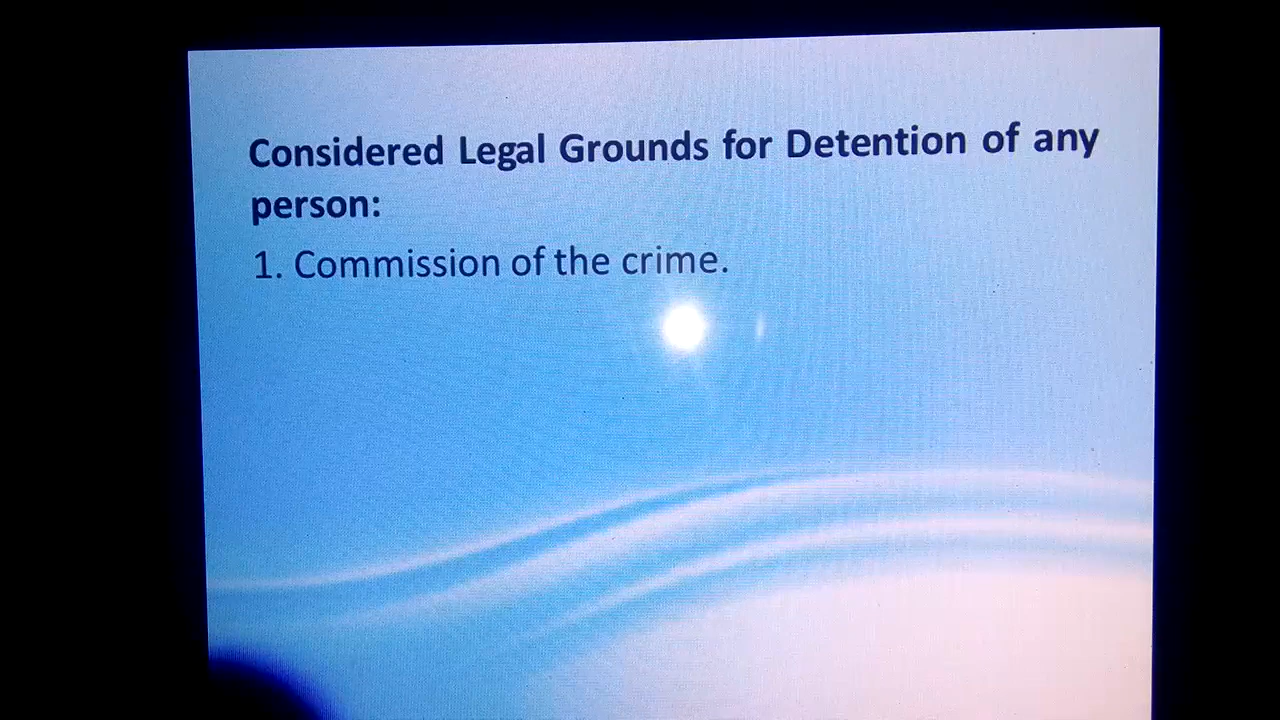 Considered Legal Grounds for Detention of any
person:
1. Commission of the crime.